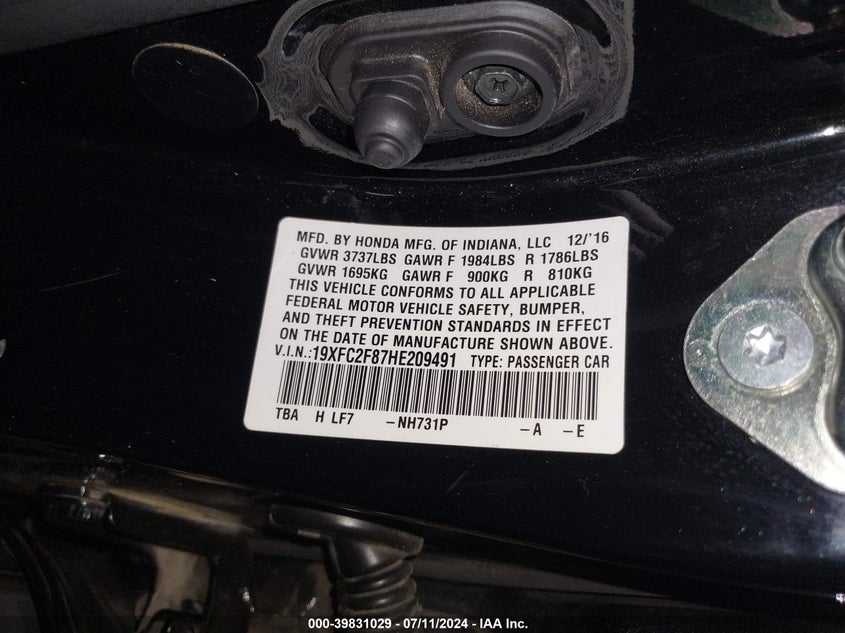 MFD. BY HONDA MFG. OF INDIANA, LLC 12/'16
GVWR 3737LBS GAWR F 1984LBS R 1786LBS
GVWR 1695KG GAWR F 900KG R 810KG
THIS VEHICLE CONFORMS TO ALL APPLICABLE
FEDERAL MOTOR VEHICLE SAFETY, BUMPER,
AND THEFT PREVENTION STANDARDS IN EFFECT
ON THE DATE OF MANUFACTURE SHOWN ABOVE.
V.I.N.:19XFC2F87HE209491 TYPE: PASSENGER CAR
TBA H LF7 -NH731P -A -E
000-39831029 - 07/11/2024 - IAA Inc.